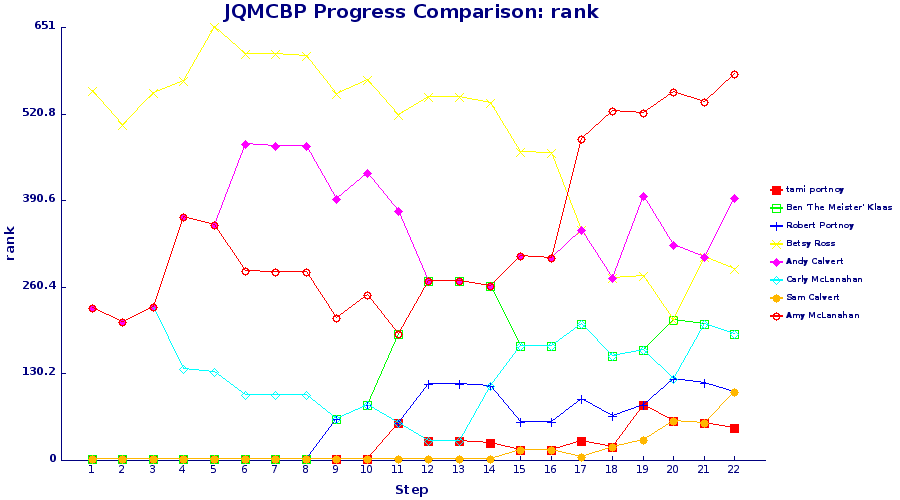 JQMCBP Progress Comparison: rank
651
520.8
390.6
260.4
130.2
0
rank
1 2 3 4 5 6 7 8 9 10 11 12 13 14 15 16 17 18 19 20 21 22
Step
tami portnoy
Ben 'The Meister' Klaas
Robert Portnoy
Betsy Ross
Andy Calvert
Carly McLanahan
Sam Calvert
Amy McLanahan